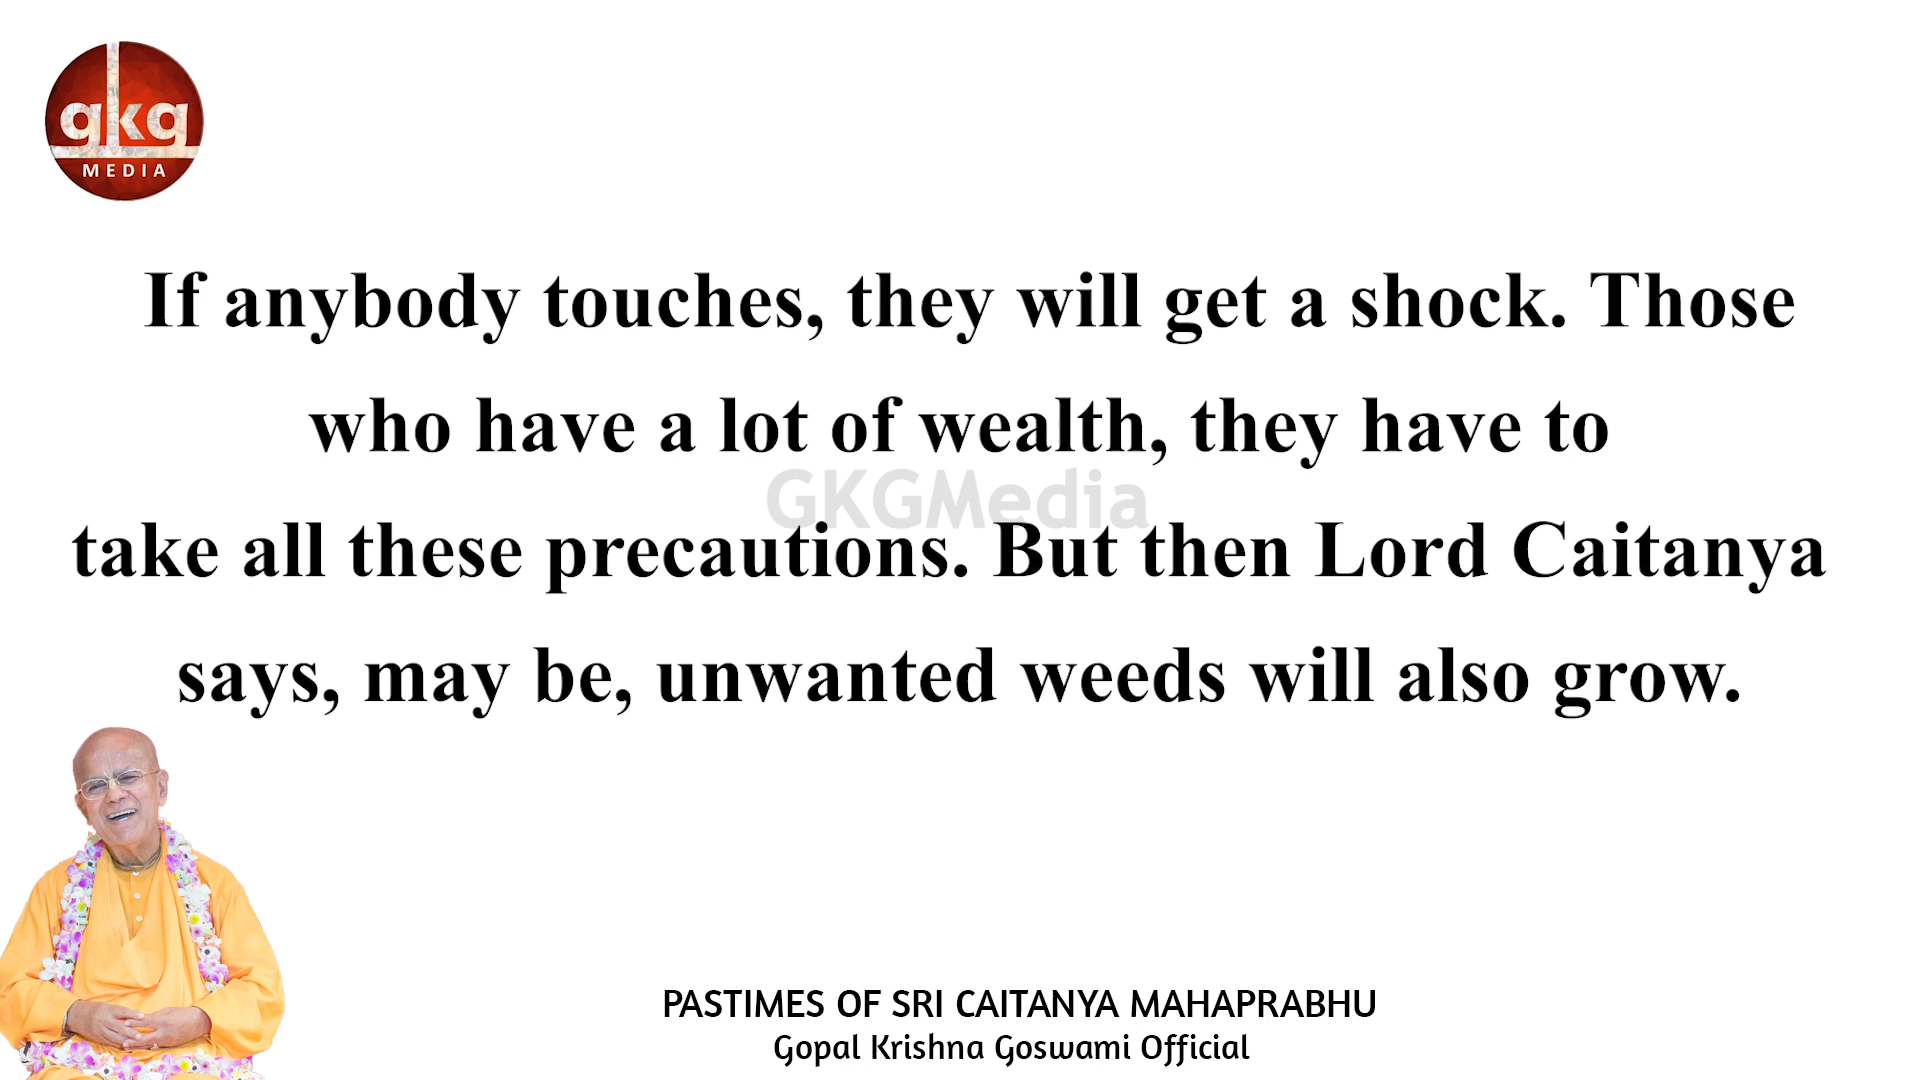 gkg
MEDIA
If anybody touches, they will get a shock. Those
who have a lot of wealth, they have to
GKGMedia
take all these precautions. But then Lord Caitanya
says, may be, unwanted weeds will also grow.
PASTIMES OF SRI CAITANYA MAHAPRABHU
Gopal Krishna Goswami Official